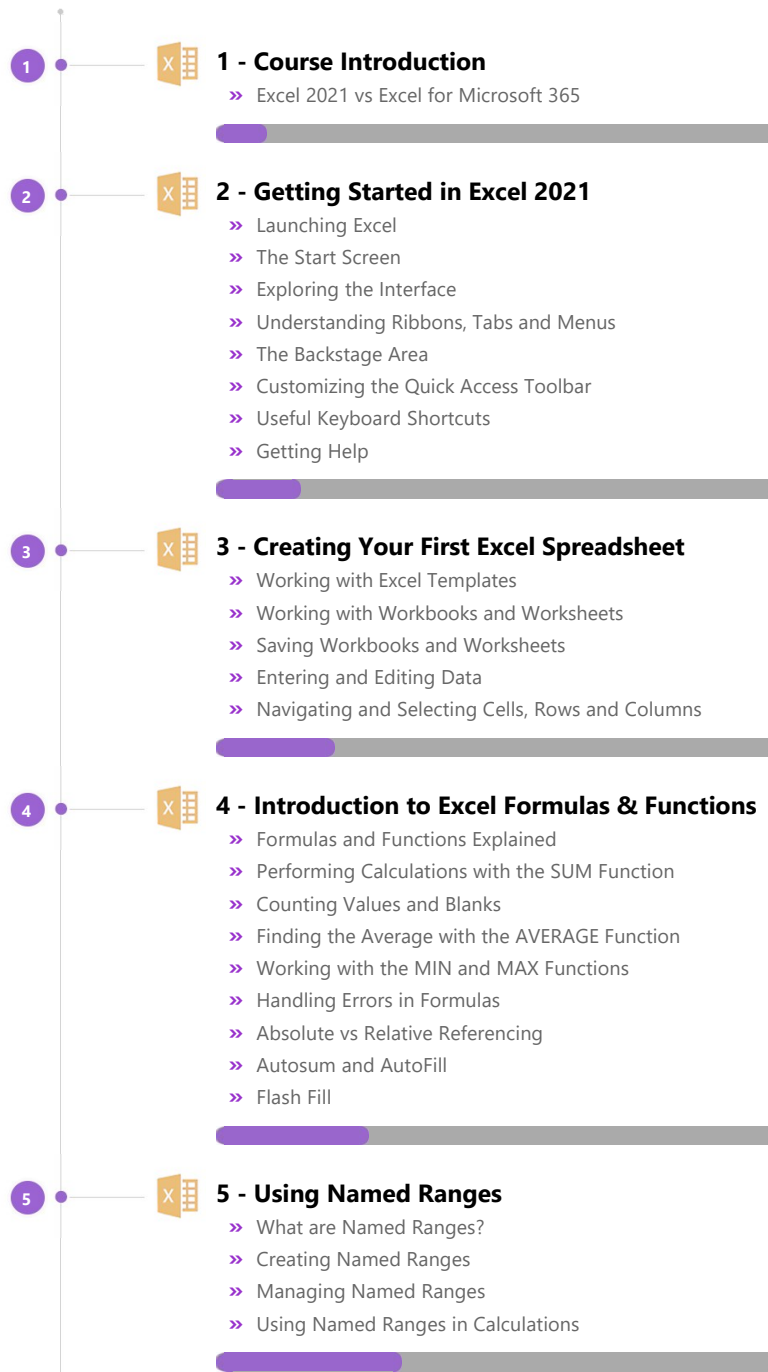 1
1 - Course Introduction
» Excel 2021 vs Excel for Microsoft 365
2
2 - Getting Started in Excel 2021
» Launching Excel
» The Start Screen
» Exploring the Interface
» Understanding Ribbons, Tabs and Menus
» The Backstage Area
» Customizing the Quick Access Toolbar
» Useful Keyboard Shortcuts
» Getting Help
3
3 - Creating Your First Excel Spreadsheet
» Working with Excel Templates
» Working with Workbooks and Worksheets
» Saving Workbooks and Worksheets
» Entering and Editing Data
» Navigating and Selecting Cells, Rows and Columns
4
4 - Introduction to Excel Formulas & Functions
» Formulas and Functions Explained
» Performing Calculations with the SUM Function
» Counting Values and Blanks
» Finding the Average with the AVERAGE Function
» Working with the MIN and MAX Functions
» Handling Errors in Formulas
» Absolute vs Relative Referencing
» Autosum and AutoFill
» Flash Fill
5
5 - Using Named Ranges
» What are Named Ranges?
» Creating Named Ranges
» Managing Named Ranges
» Using Named Ranges in Calculations